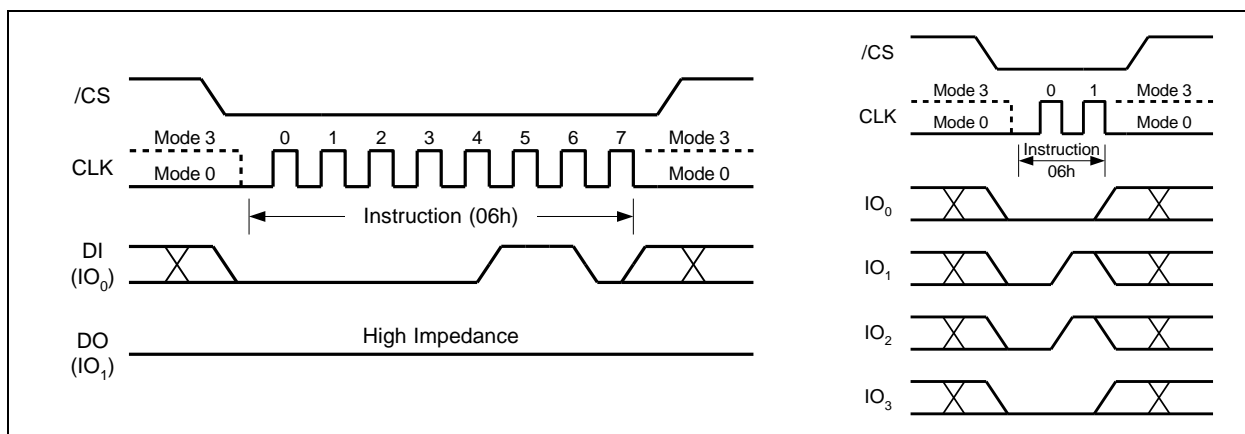 /CS
Mode 3 0 1 2 3 4 5 6 7 Mode 3
CLK
Mode 0 Mode 0
Instruction (06h)
DI
(IO0)
DO
High Impedance
(IO1)
/CS
Mode 3 0 1 Mode 3
CLK
Mode 0 Mode 0
Instruction
06h
IO0
IO1
IO2
IO3